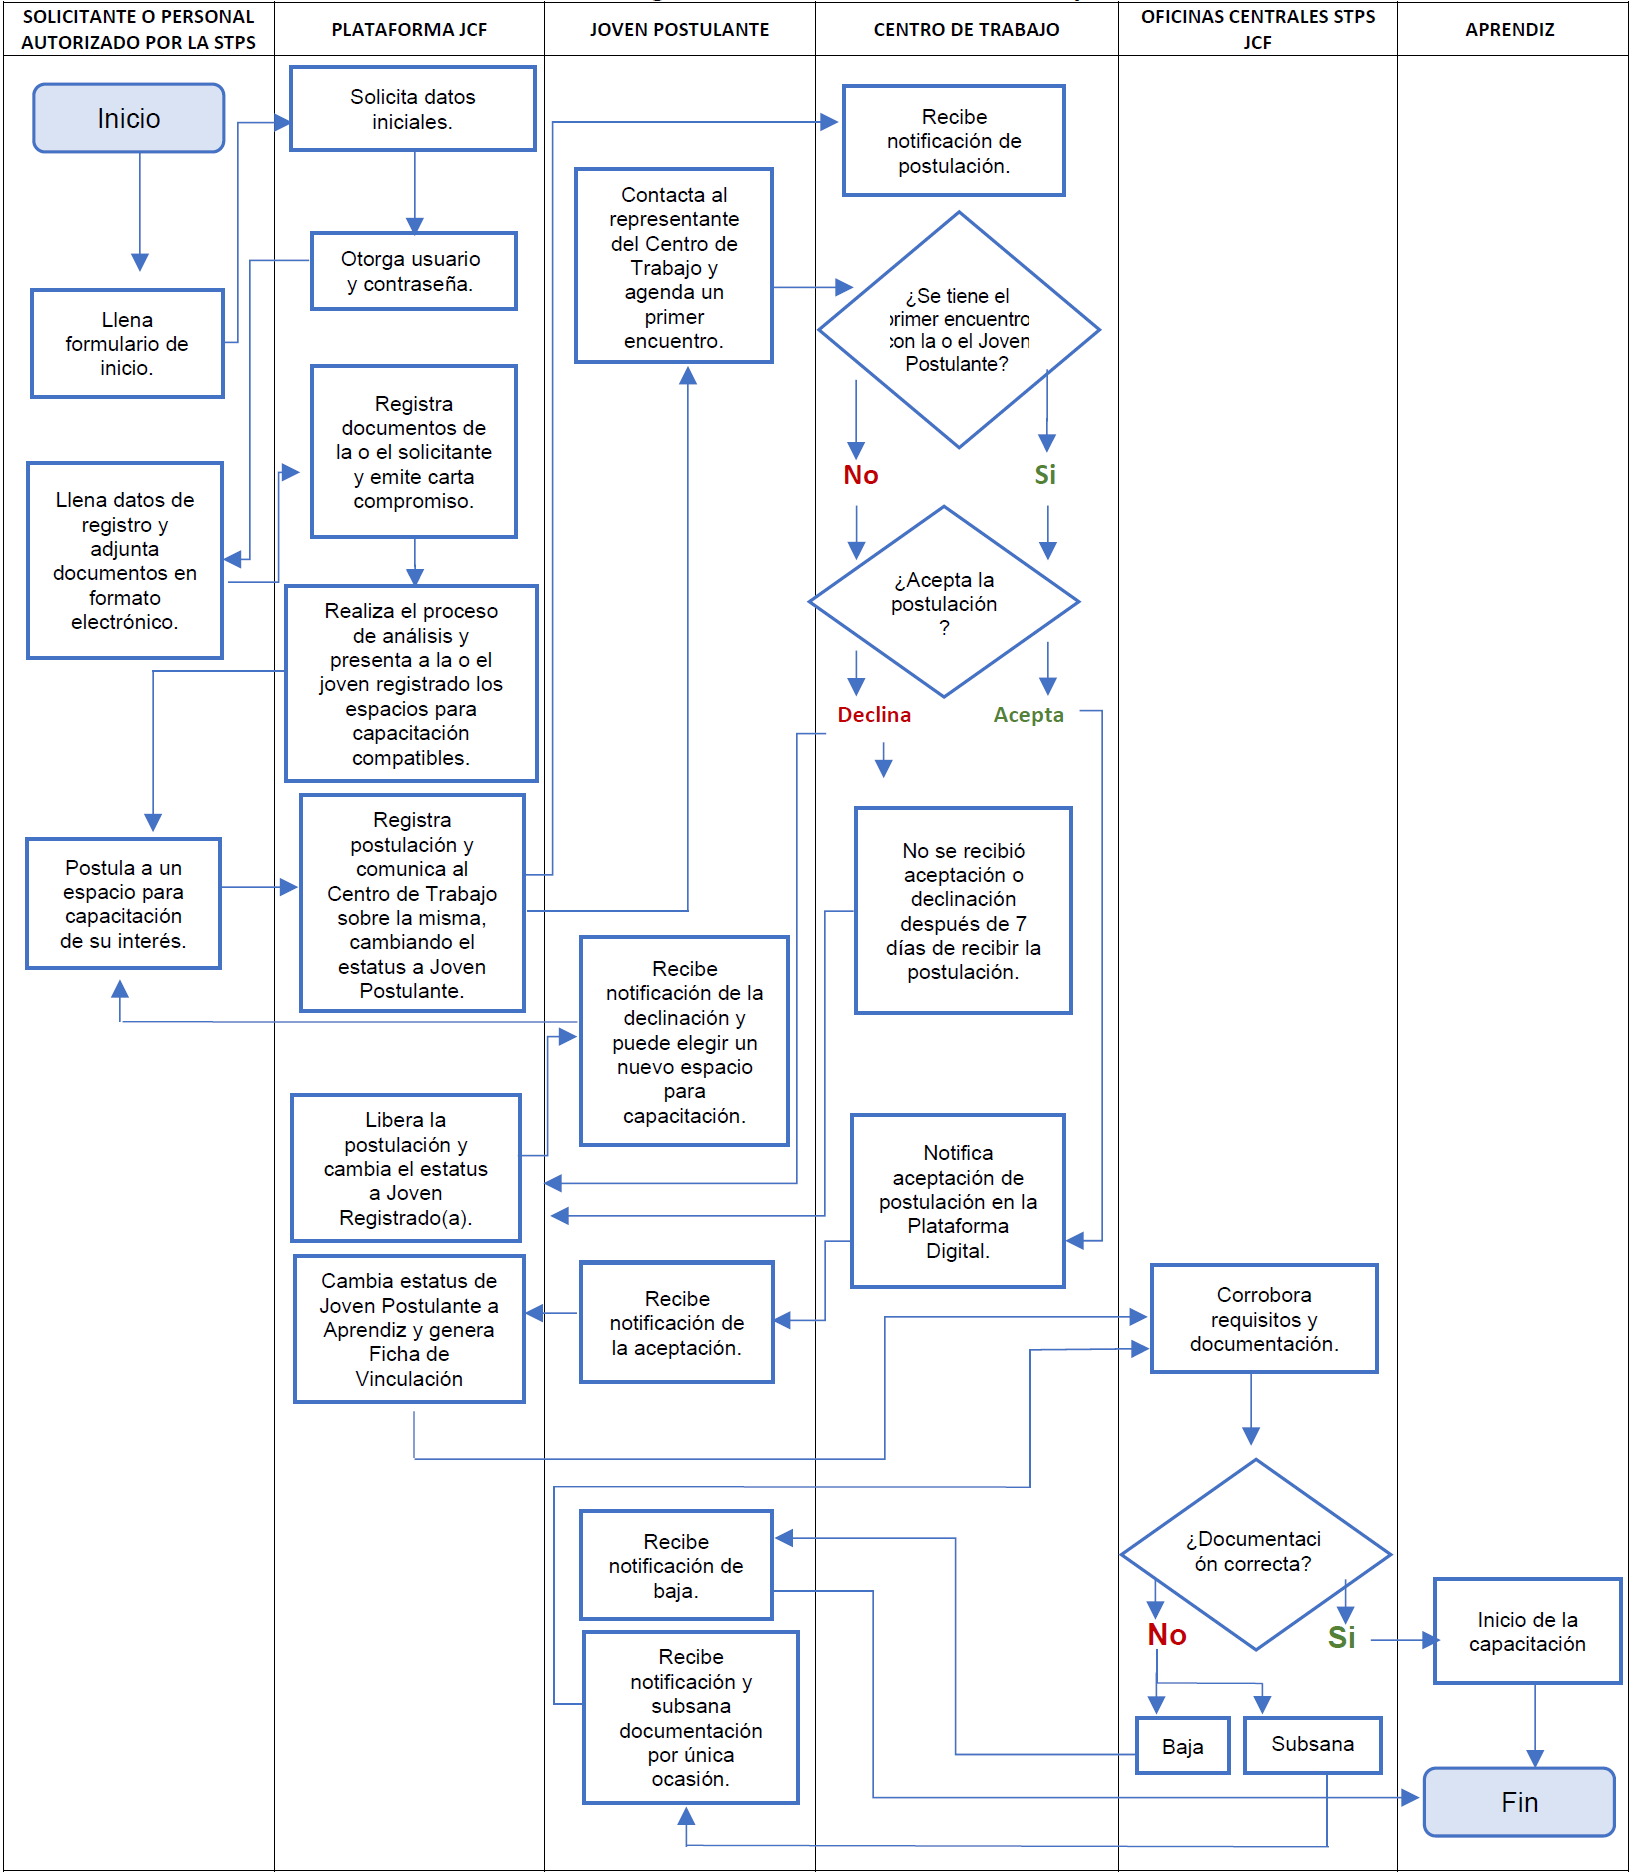 SOLICITANTE O PERSONAL
AUTORIZADO POR LA STPS
PLATAFORMA JCF
JOVEN POSTULANTE
CENTRO DE TRABAJO
OFICINAS CENTRALES STPS
JCF
APRENDIZ
Inicio
Llena
formulario de
inicio.
Llena datos de
registro y
adjunta
documentos en
formato
electrónico.
Postula a un
espacio para
capacitación
de su interés.
Solicita datos
iniciales.
Otorga usuario
y contraseña.
Registra
documentos de
la o el solicitante
y emite carta
compromiso.
Realiza el proceso
de análisis y
presenta a la o el
joven registrado los
espacios para
capacitación
compatibles.
Registra
postulación y
comunica al
Centro de Trabajo
sobre la misma,
cambiando el
estatus a Joven
Postulante.
Libera la
postulación y
cambia el estatus
a Joven
Registrado(a).
Cambia estatus de
Joven Postulante a
Aprendiz y genera
Ficha de
Vinculación
Contacta al
representante
del Centro de
Trabajo y
agenda un
primer
encuentro.
Recibe
notificación de la
declinación y
puede elegir un
nuevo espacio
para
capacitación.
Recibe
notificación de
la aceptación.
Recibe
notificación de
baja.
Recibe
notificación y
subsana
documentación
por única
ocasión.
Recibe
notificación de
postulación.
¿Se tiene el
primer encuentro
con la o el Joven
Postulante?
No
Si
¿Acepta la
postulación
?
Declina
Acepta
No se recibió
aceptación o
declinación
después de 7
días de recibir la
postulación.
Notifica
aceptación de
postulación en la
Plataforma
Digital.
Corrobora
requisitos y
documentación.
¿Documentaci
ón correcta?
No
Si
Baja
Subsana
Inicio de la
capacitación
Fin